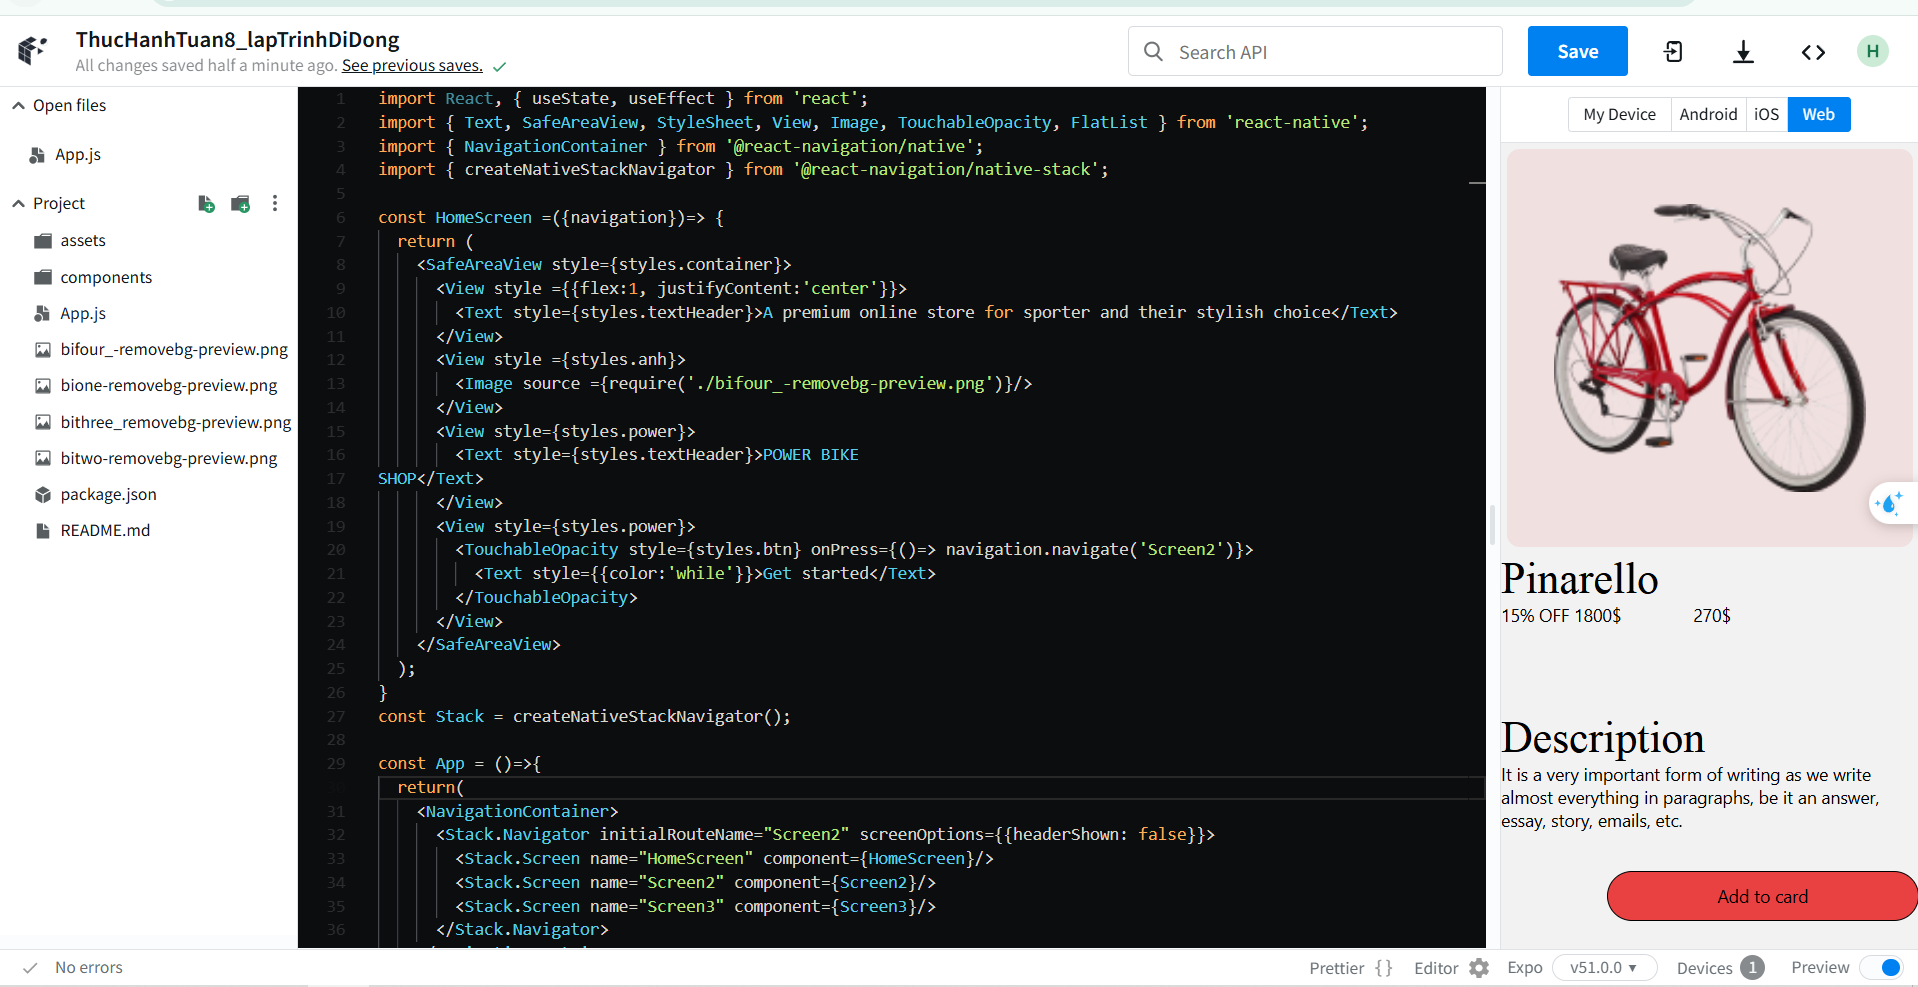 ThucHanhTuan8_lapTrinhDiDong
All changes saved half a minute ago. See previous saves.
Search API
Save
H
Open files
App.js
Project
assets
components
App.js
bifour_-removebg-preview.png
bione-removebg-preview.png
bithree_removebg-preview.png
bitwo-removebg-preview.png
package.json
README.md
1 import React, { useState, useEffect } from 'react';
2 import { Text, SafeAreaView, StyleSheet, View, Image, TouchableOpacity, FlatList } from 'react-native';
3 import { NavigationContainer } from '@react-navigation/native';
4 import { createNativeStackNavigator } from '@react-navigation/native-stack';
5
6 const HomeScreen =({navigation})=> {
7 return (
8 <SafeAreaView style={styles.container}>
9 <View style ={{flex:1, justifyContent:'center'}}>
10 <Text style={styles.textHeader}>A premium online store for sporter and their stylish choice</Text>
11 </View>
12 <View style ={styles.anh}>
13 <Image source ={require('./bifour_-removebg-preview.png')}/>
14 </View>
15 <View style={styles.power}>
16 <Text style={styles.textHeader}>POWER BIKE
17 SHOP</Text>
18 </View>
19 <View style={styles.power}>
20 <TouchableOpacity style={styles.btn} onPress={()=> navigation.navigate('Screen2')}>
21 <Text style={{color:'while'}}>Get started</Text>
22 </TouchableOpacity>
23 </View>
24 </SafeAreaView>
25 );
26 }
27 const Stack = createNativeStackNavigator();
28
29 const App = ()=>{
return(
31 <NavigationContainer>
32 <Stack.Navigator initialRouteName="Screen2" screenOptions={{headerShown: false}}>
33 <Stack.Screen name="HomeScreen" component={HomeScreen}/>
34 <Stack.Screen name="Screen2" component={Screen2}/>
35 <Stack.Screen name="Screen3" component={Screen3}/>
36 </Stack.Navigator>
My Device Android iOS Web
Pinarello
15% OFF 1800$ 270$
Description
It is a very important form of writing as we write
almost everything in paragraphs, be it an answer,
essay, story, emails, etc.
Add to card
No errors
Prettier {} Editor Expo v51.0.0 Devices 1 Preview